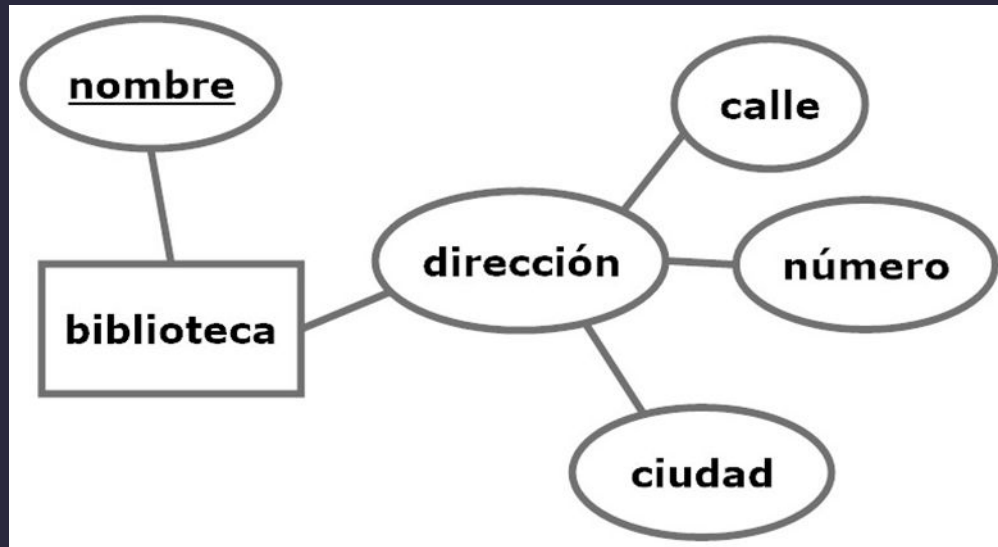 nombre
calle
dirección
número
biblioteca
ciudad